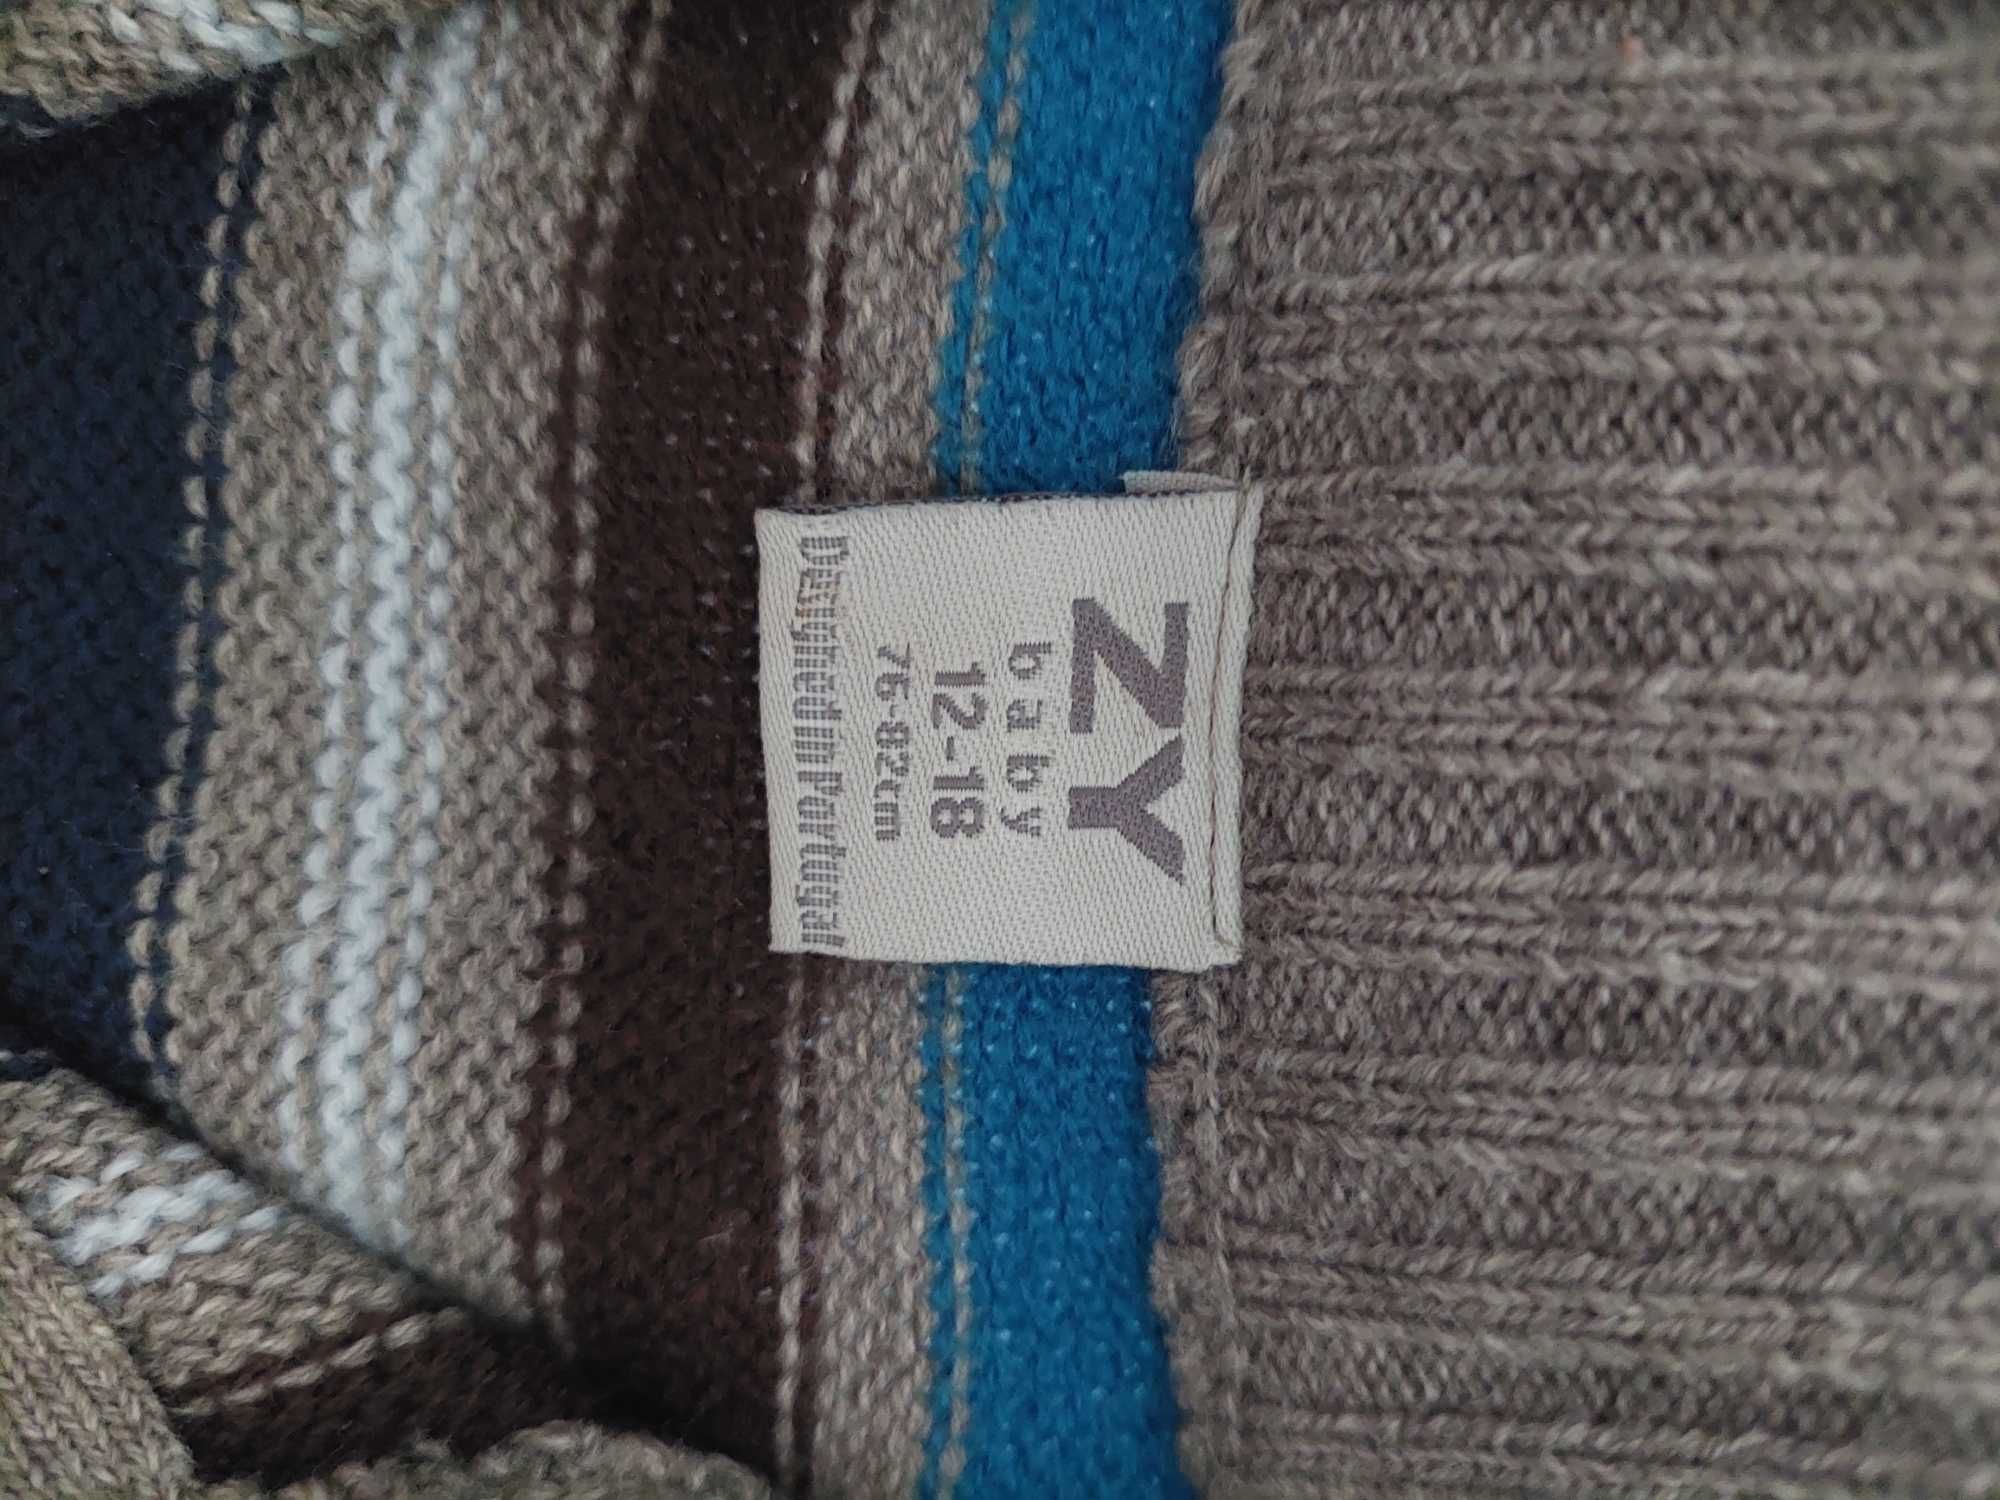 ZY
baby
12-18
76-82cm
Designed in Portugal